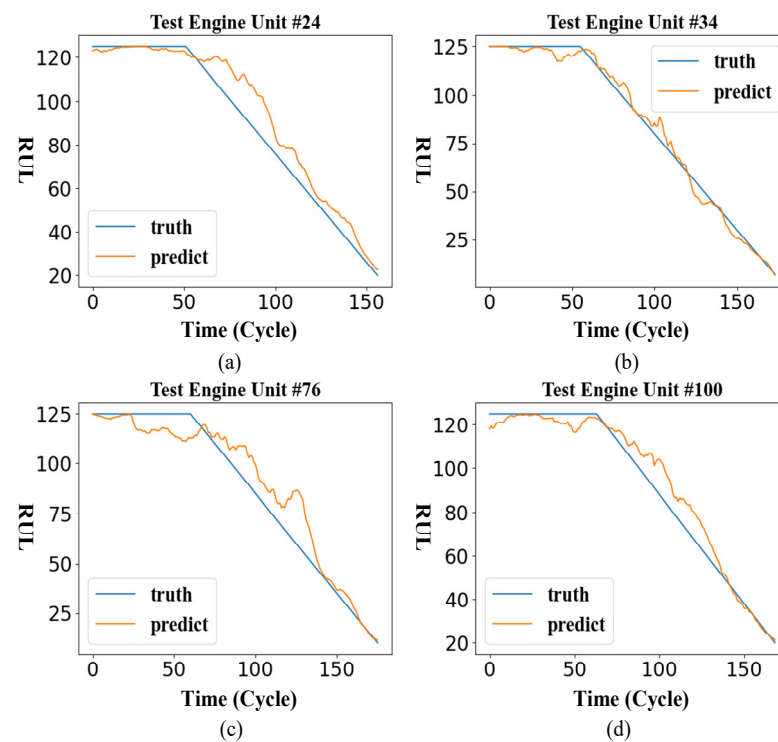 Test Engine Unit #24
120
100
80
60
40
20
RUL
truth
predict
0 50 100 150
Time (Cycle)
(a)
Test Engine Unit #34
125
100
75
50
25
RUL
truth
predict
0 50 100 150
Time (Cycle)
(b)
Test Engine Unit #76
125
100
75
50
25
RUL
truth
predict
0 50 100 150
Time (Cycle)
(c)
Test Engine Unit #100
120
100
80
60
40
20
RUL
truth
predict
0 50 100 150
Time (Cycle)
(d)